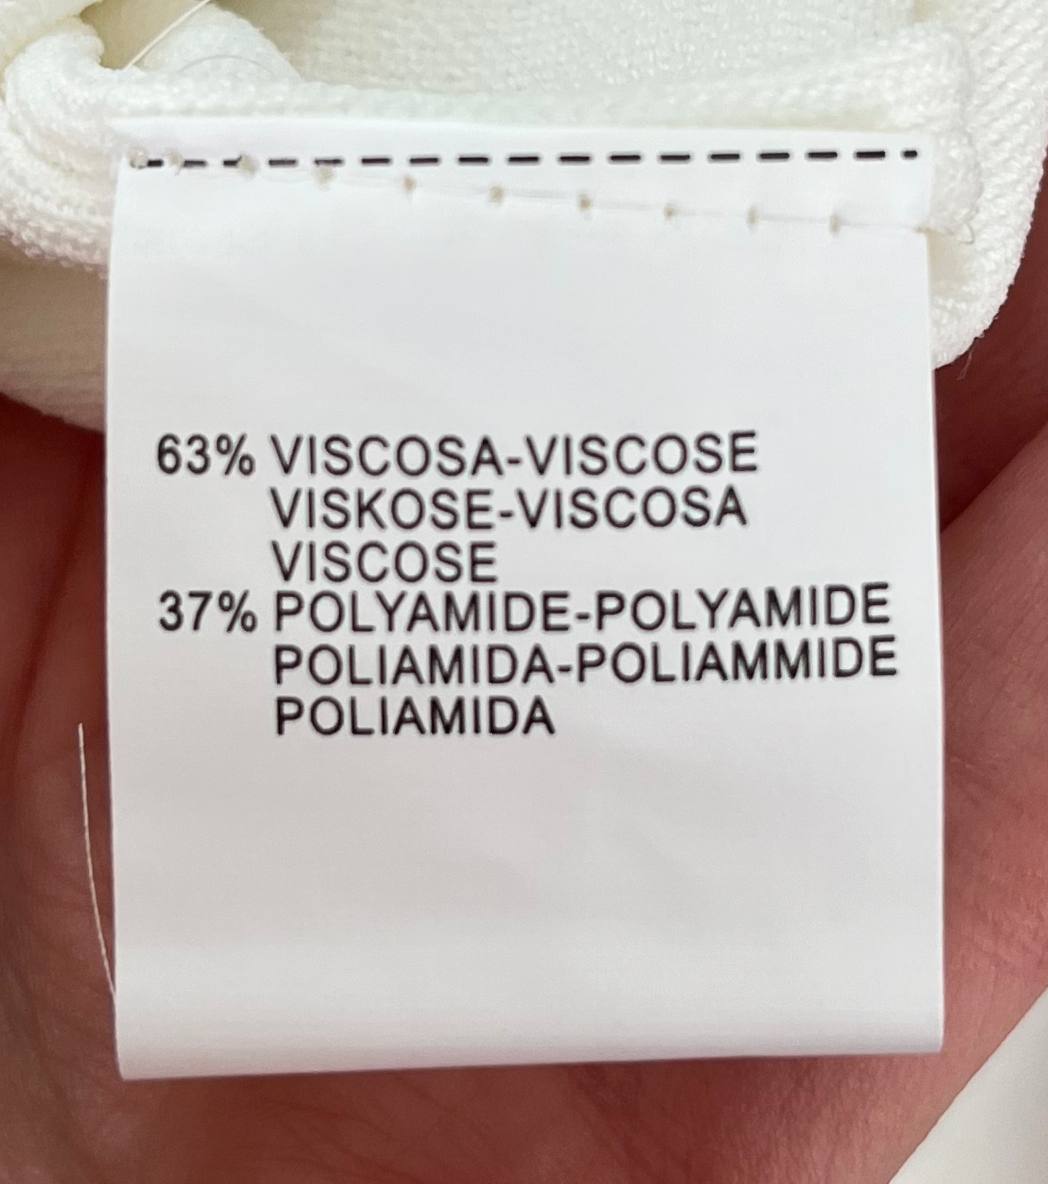 63% VISCOSA-VISCOSE
VISKOSE-VISCOSA
VISCOSE
37% POLYAMIDE-POLYAMIDE
POLIAMIDA-POLIAMMIDE
POLIAMIDA